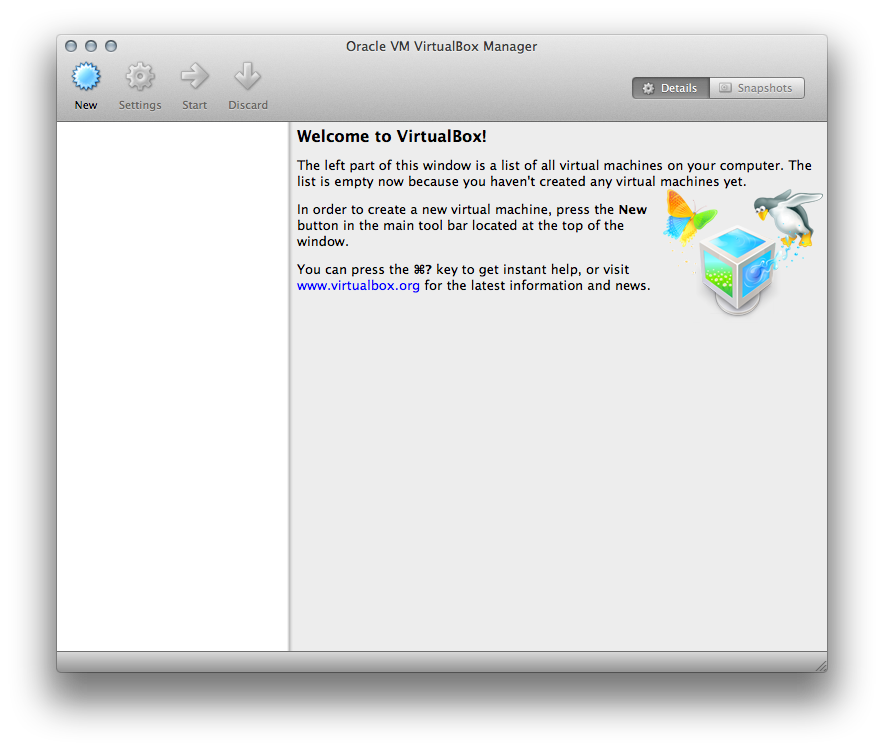 Oracle VM VirtualBox Manager
New
Settings
Start
Discard
Details
Snapshots
Welcome to VirtualBox!
The left part of this window is a list of all virtual machines on your computer. The
list is empty now because you haven't created any virtual machines yet.
In order to create a new virtual machine, press the New
button in the main tool bar located at the top of the
window.
You can press the ⌘? key to get instant help, or visit
www.virtualbox.org for the latest information and news.